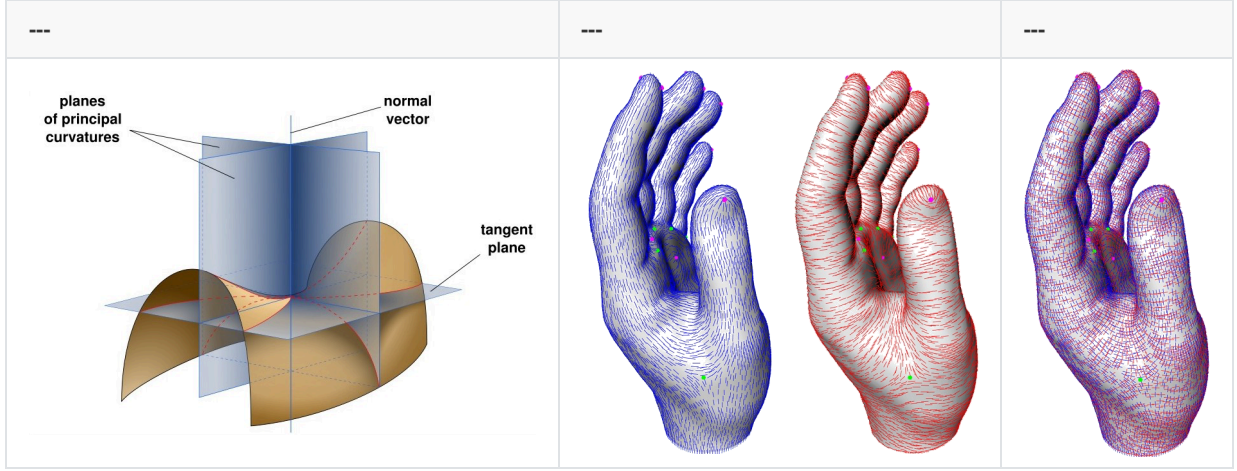 ---
---
---
planes
of principal
curvatures
normal
vector
tangent
plane